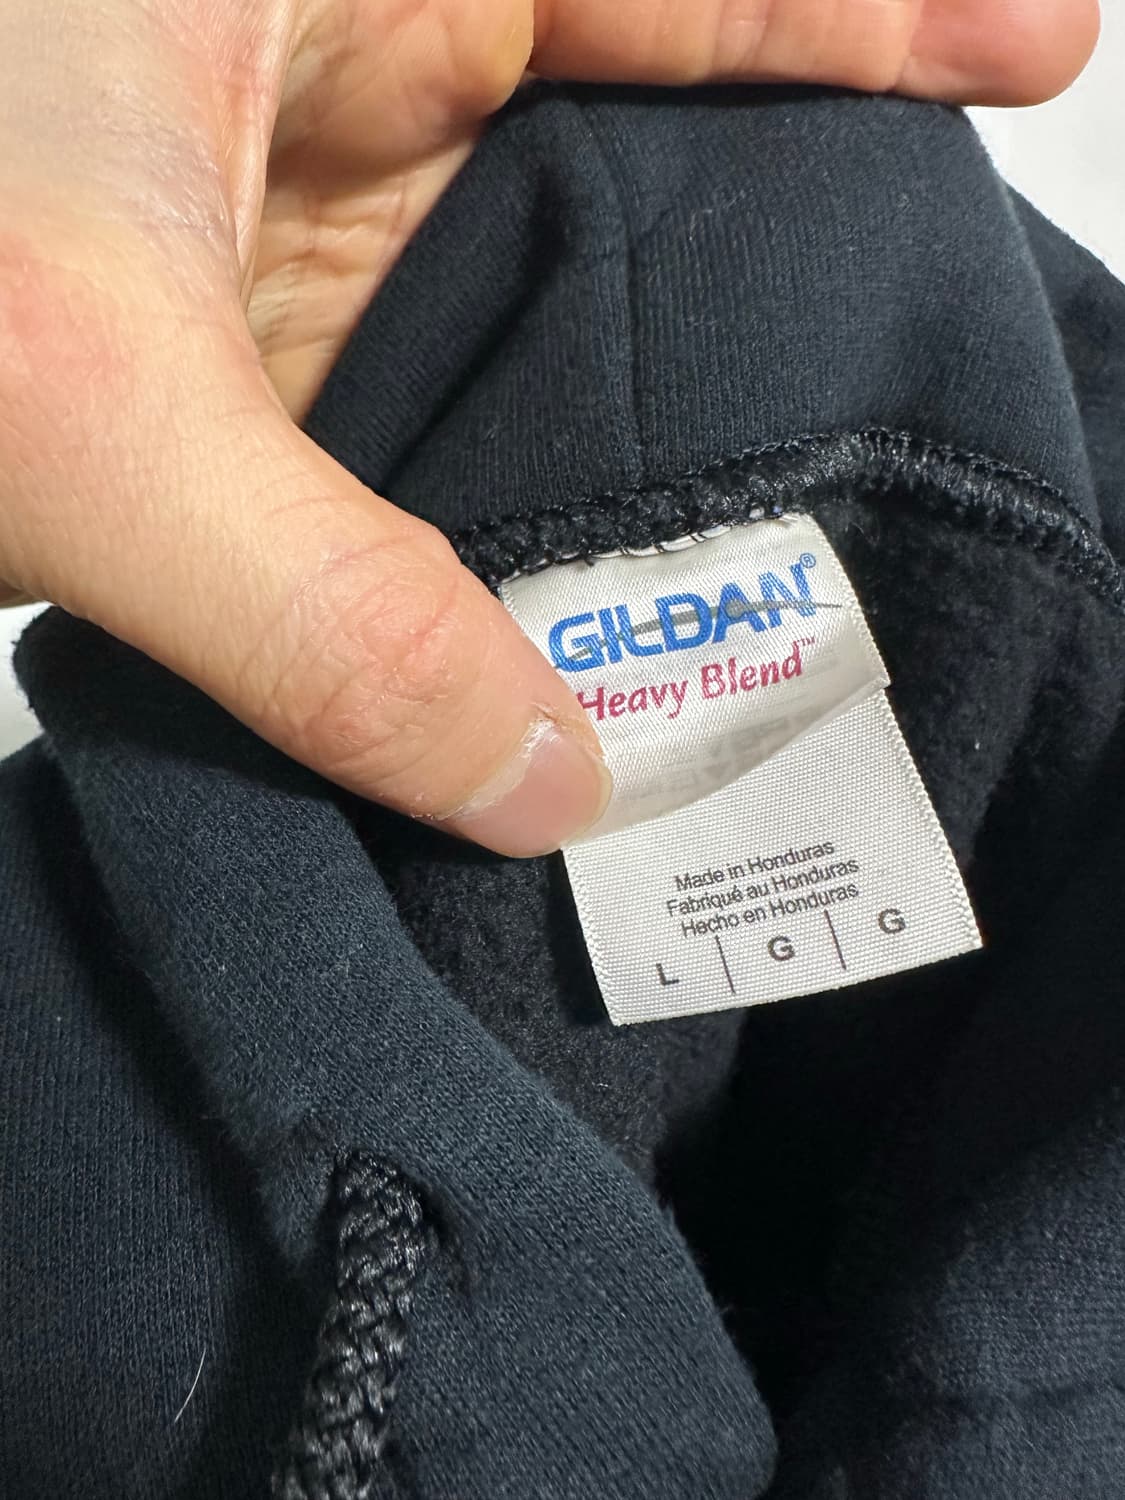 GILDAN®
Heavy Blend™
Made in Honduras
Fabriqué au Honduras
Hecho en Honduras
L | G | G